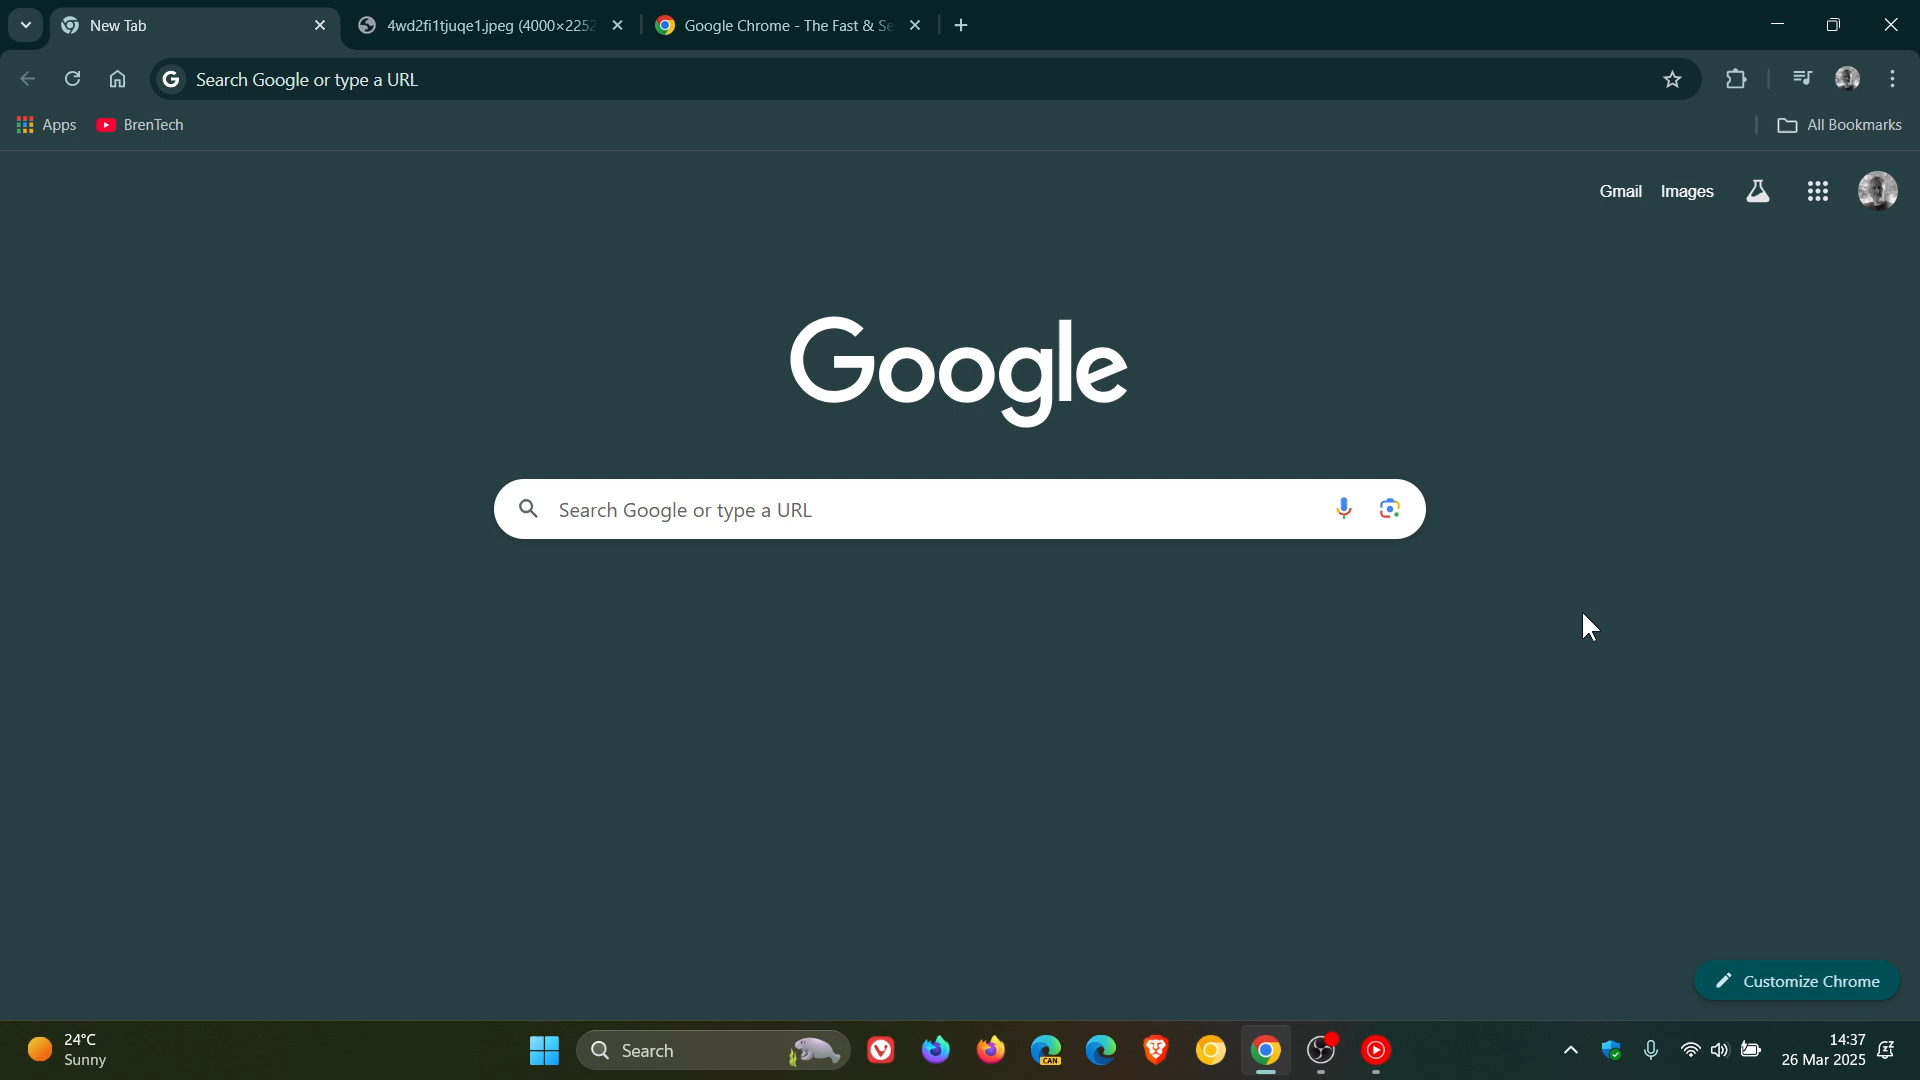 New Tab
4wd2fi1tjuqe1.jpeg (4000×2252
Google Chrome - The Fast & Se
Search Google or type a URL
Apps
BrenTech
All Bookmarks
Gmail
Images
Google
Search Google or type a URL
Customize Chrome
24°C
Sunny
Search
CAN
14:37
26 Mar 2025